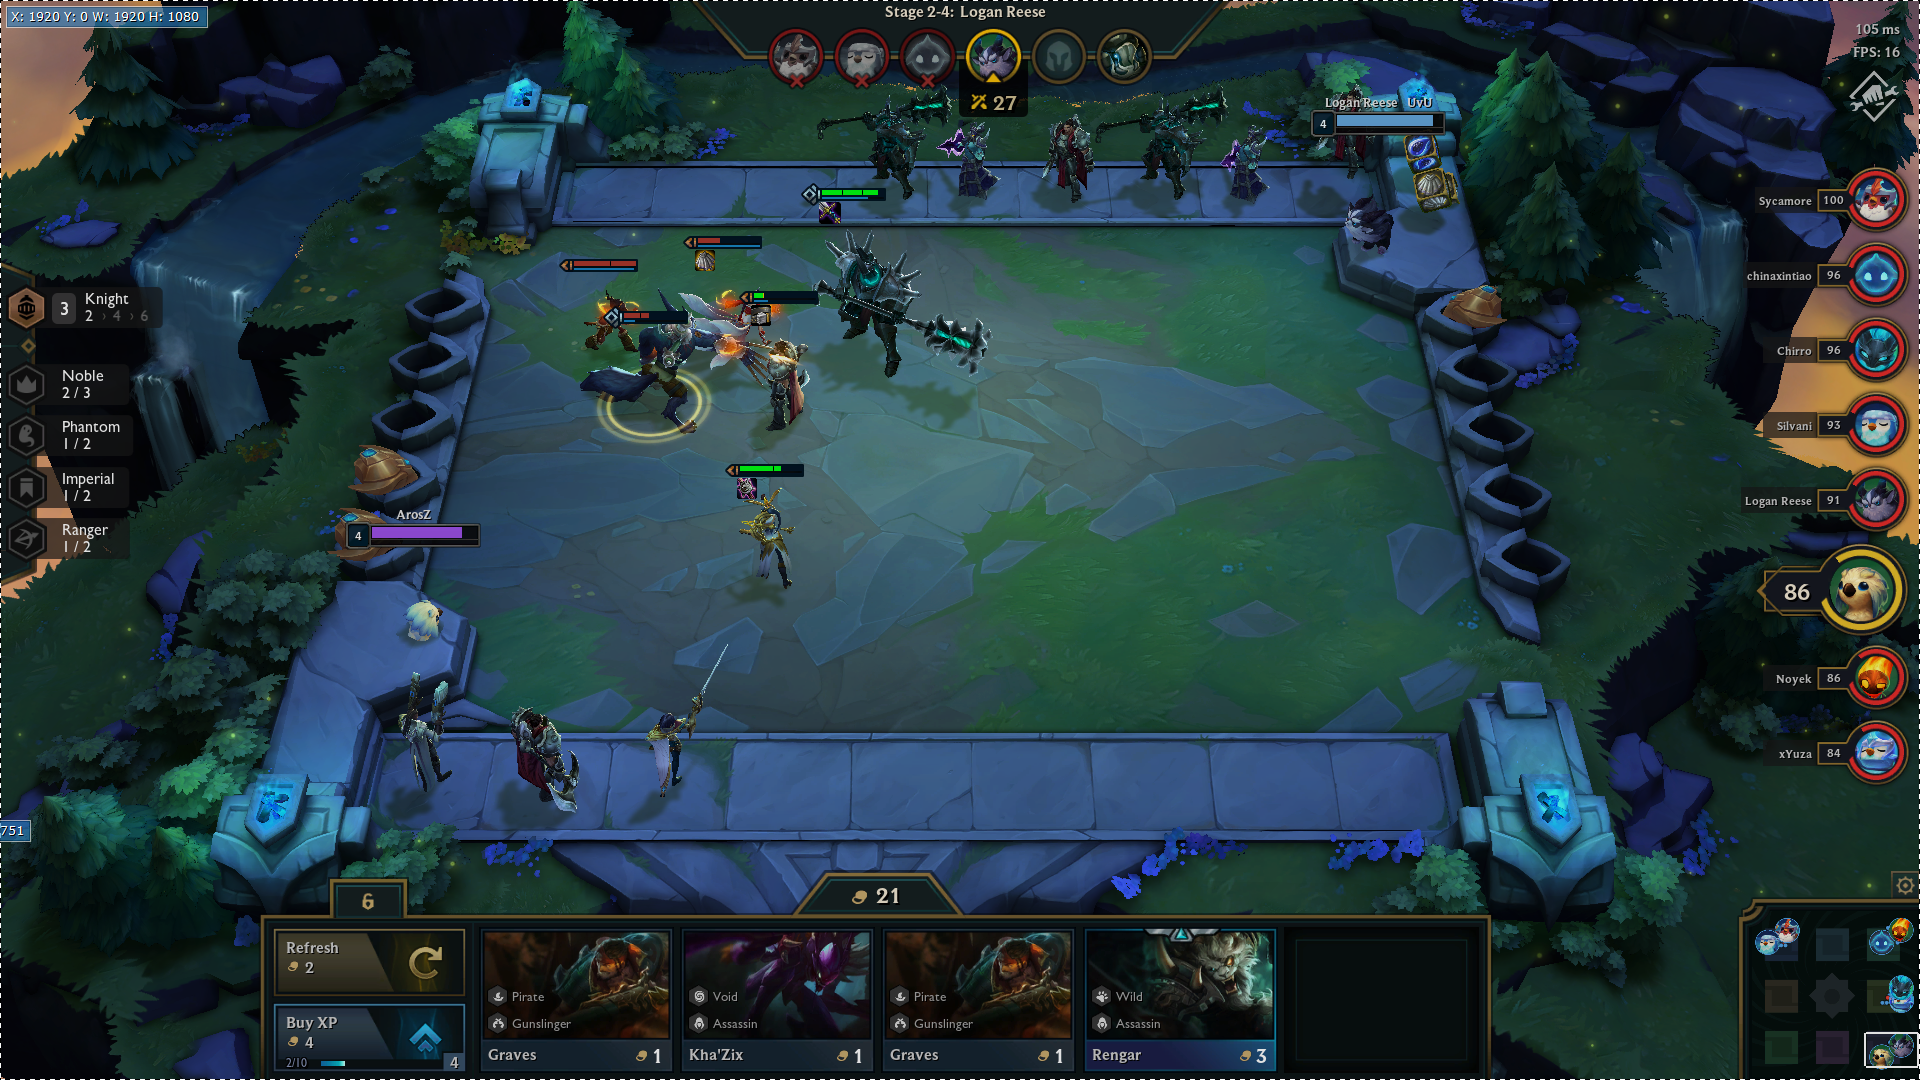 X: 1920 Y: 0 W: 1920 H: 1080
Stage 2-4: Logan Reese
27
105 ms
FPS: 16
Logan Reese UvU
4
Sycamore 100
chinaxintiao 96
Chirro 96
Silvani 93
Logan Reese 91
86
Noyek 86
xYuza 84
3 Knight
2 › 4 › 6
Noble
2 / 3
Phantom
1 / 2
Imperial
1 / 2
Ranger
1 / 2
ArosZ
4
751
6
21
Refresh
2
Buy XP
4
2/10
4
Pirate
Gunslinger
Graves 1
Void
Assassin
Kha'Zix 1
Pirate
Gunslinger
Graves 1
Wild
Assassin
Rengar 3